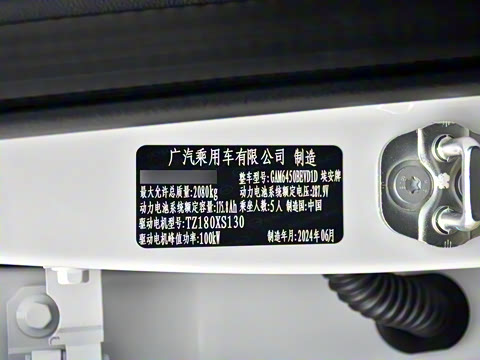 广汽乘用车有限公司 制造
整车型号:GAM6450BEVD1D 埃安牌
最大允许总质量:2080kg 动力电池系统额定电压:287.9V
动力电池系统额定容量:175.8Ah 乘坐人数:5人 制造国:中国
驱动电机型号:TZ180XS130
驱动电机峰值功率:100kW 制造年月:2024年06月